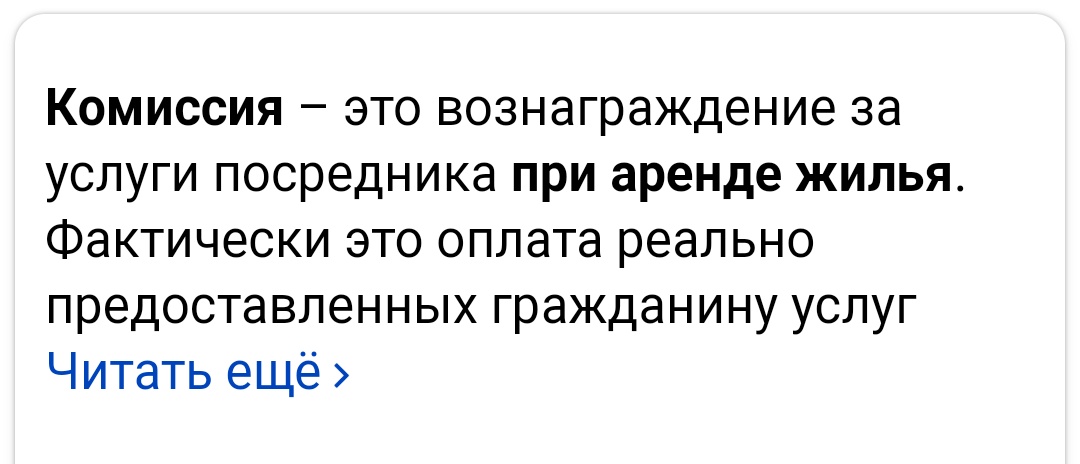 Комиссия – это вознаграждение за
услуги посредника при аренде жилья.
Фактически это оплата реально
предоставленных гражданину услуг
Читать ещё ›